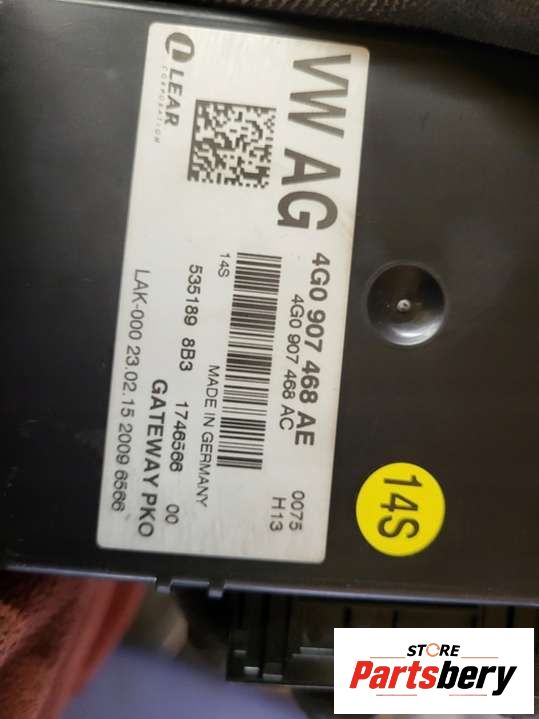 LEAR
CORPORATION
VW AG
4G0 907 468 AE 0075
4G0 907 468 AC H13
14S
MADE IN GERMANY
535189 8B3 1746566 00
GATEWAY PKO
LAK-000 23.02.15 2009 6566
14S
STORE
Partsbery